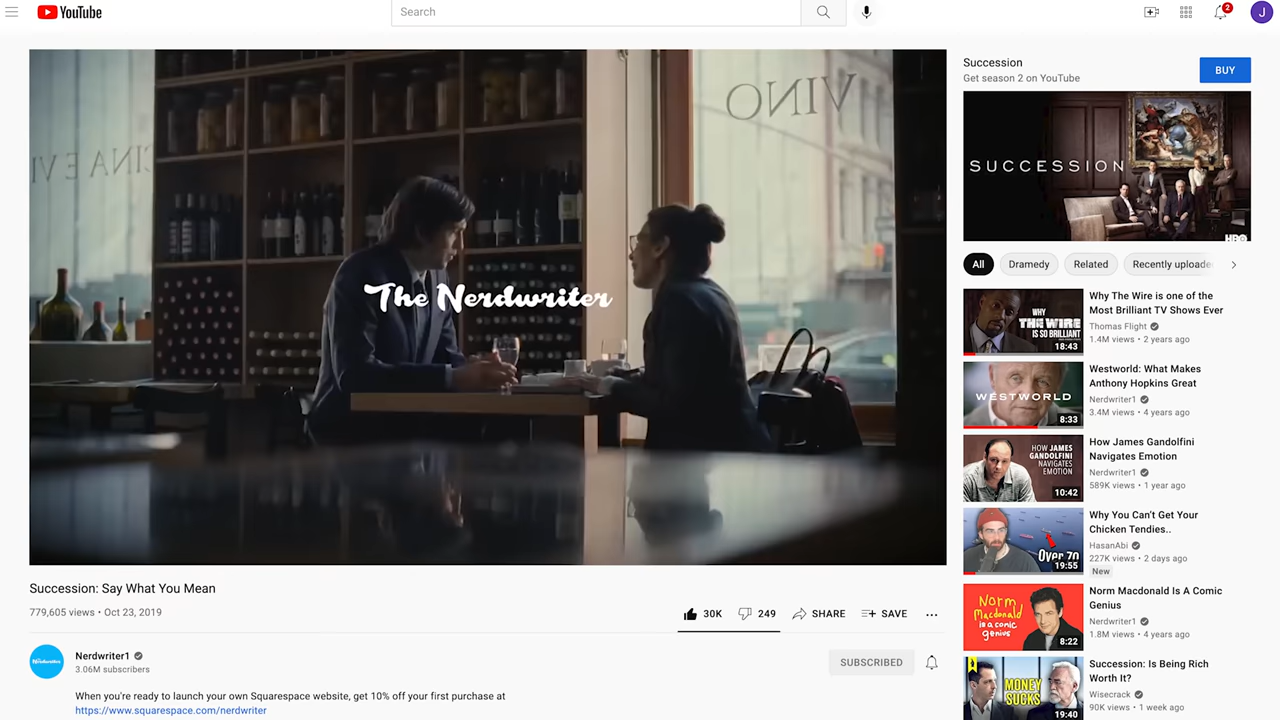 YouTube
Search
2
J
VINO
The Nerdwriter
Succession
Get season 2 on YouTube
BUY
SUCCESSION
HBO
All
Dramedy
Related
Recently uploade
WHY
THE WIRE
IS SO BRILLIANT
18:43
Why The Wire is one of the
Most Brilliant TV Shows Ever
Thomas Flight
1.4M views • 2 years ago
WESTWORLD
8:33
Westworld: What Makes
Anthony Hopkins Great
Nerdwriter1
3.4M views • 4 years ago
HOW JAMES
GANDOLFINI
NAVIGATES
EMOTION
10:42
How James Gandolfini
Navigates Emotion
Nerdwriter1
589K views • 1 year ago
Over 70
19:55
Why You Can't Get Your
Chicken Tendies..
HasanAbi
227K views • 2 days ago
New
Norm
Macdonald
is a comic
genius
8:22
Norm Macdonald Is A Comic
Genius
Nerdwriter1
1.8M views • 4 years ago
MONEY
SUCKS
19:40
Succession: Is Being Rich
Worth It?
Wisecrack
90K views • 1 week ago
Succession: Say What You Mean
779,605 views • Oct 23, 2019
30K
249
SHARE
SAVE
Nerdwriter1
3.06M subscribers
SUBSCRIBED
When you're ready to launch your own Squarespace website, get 10% off your first purchase at
https://www.squarespace.com/nerdwriter